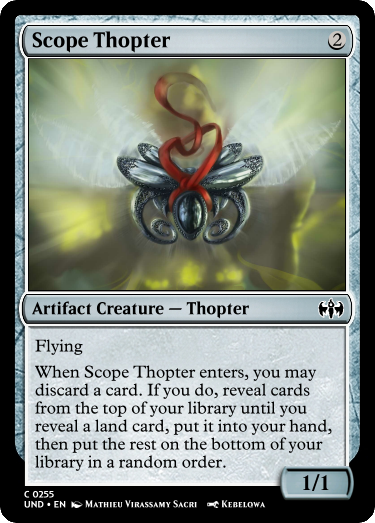 Scope Thopter 2
Artifact Creature — Thopter
Flying
When Scope Thopter enters, you may
discard a card. If you do, reveal cards
from the top of your library until you
reveal a land card, put it into your hand,
then put the rest on the bottom of your
library in a random order.
1/1
C 0255
UND • EN Mathieu Virassamy Sacri Kebelowa